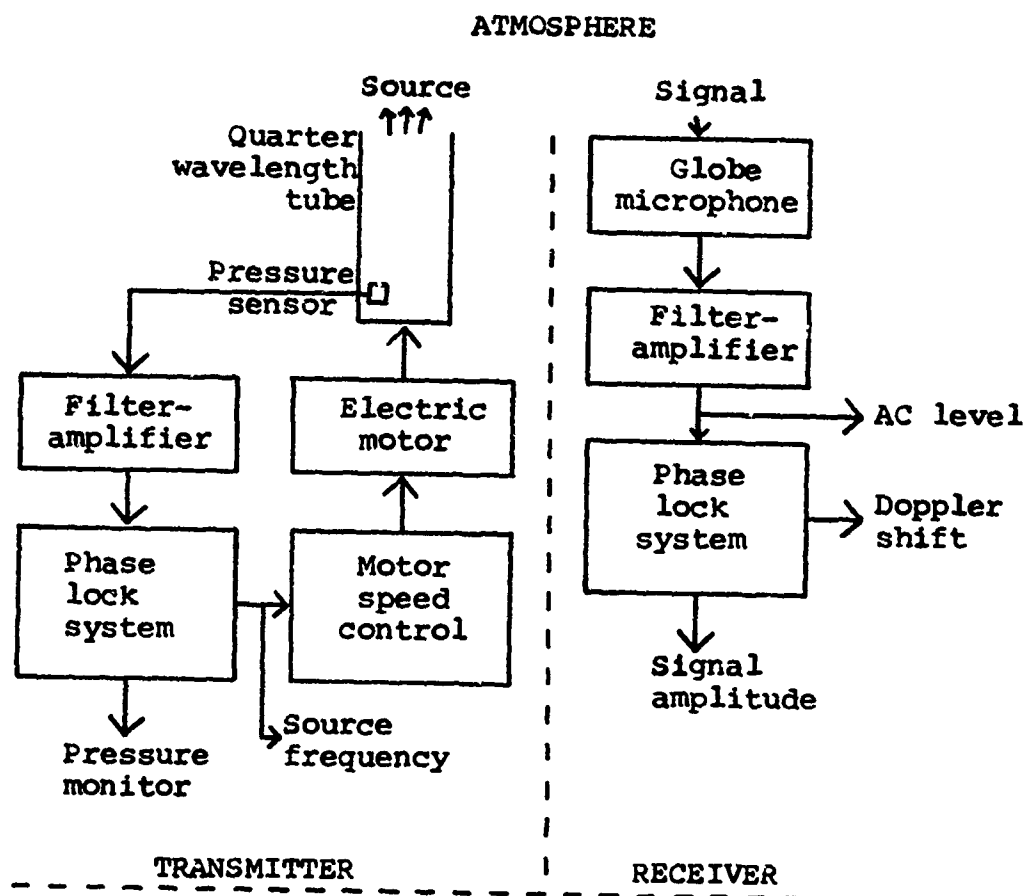 ATMOSPHERE
Source
Quarter
wavelength
tube
Pressure
sensor
Filter-
amplifier
Electric
motor
Phase
lock
system
Motor
speed
control
Source
frequency
Pressure
monitor
TRANSMITTER
Signal
Globe
microphone
Filter-
amplifier
AC level
Phase
lock
system
Doppler
shift
Signal
amplitude
RECEIVER